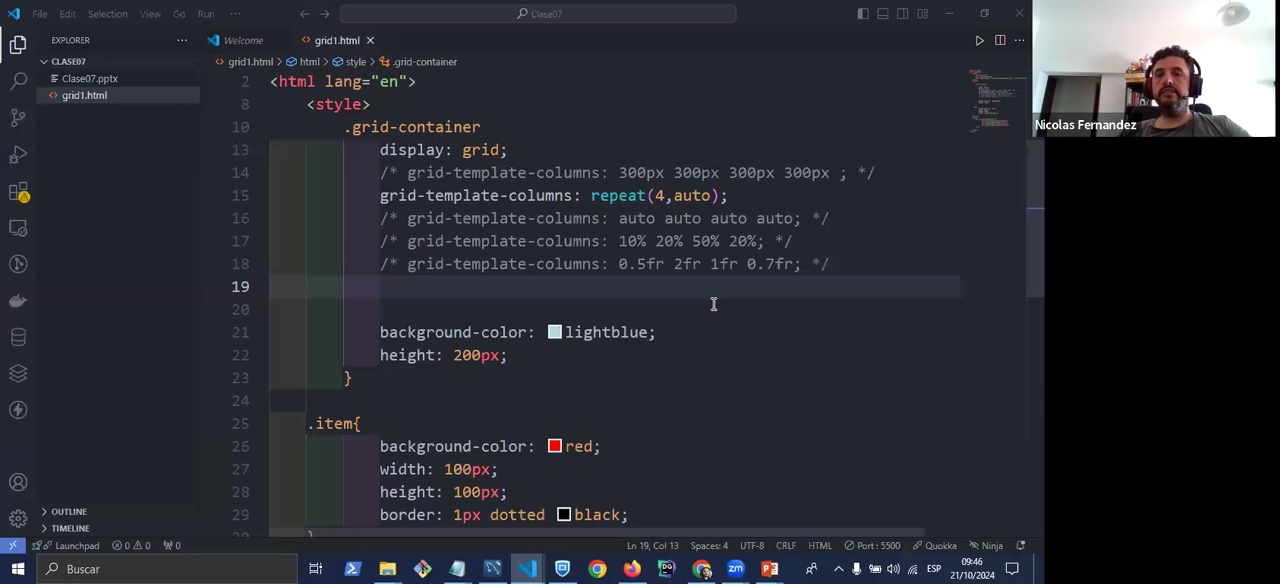 File Edit Selection View Go Run ···
Clase07
EXPLORER
Welcome
grid1.html
CLASE07
Clase07.pptx
grid1.html
grid1.html > html > style > .grid-container
2 <html lang="en">
8 <style>
10 .grid-container
13 display: grid;
14 /* grid-template-columns: 300px 300px 300px 300px ; */
15 grid-template-columns: repeat(4,auto);
16 /* grid-template-columns: auto auto auto auto; */
17 /* grid-template-columns: 10% 20% 50% 20%; */
18 /* grid-template-columns: 0.5fr 2fr 1fr 0.7fr; */
19
20
21 background-color: lightblue;
22 height: 200px;
23 }
24
25 .item{
26 background-color: red;
27 width: 100px;
28 height: 100px;
29 border: 1px dotted black;
}
Nicolas Fernandez
OUTLINE
TIMELINE
Launchpad 0 0 0 Ln 19, Col 13 Spaces: 4 UTF-8 CRLF HTML Port : 5500 Quokka Ninja
Buscar
DG
zm
ESP
09:46
21/10/2024